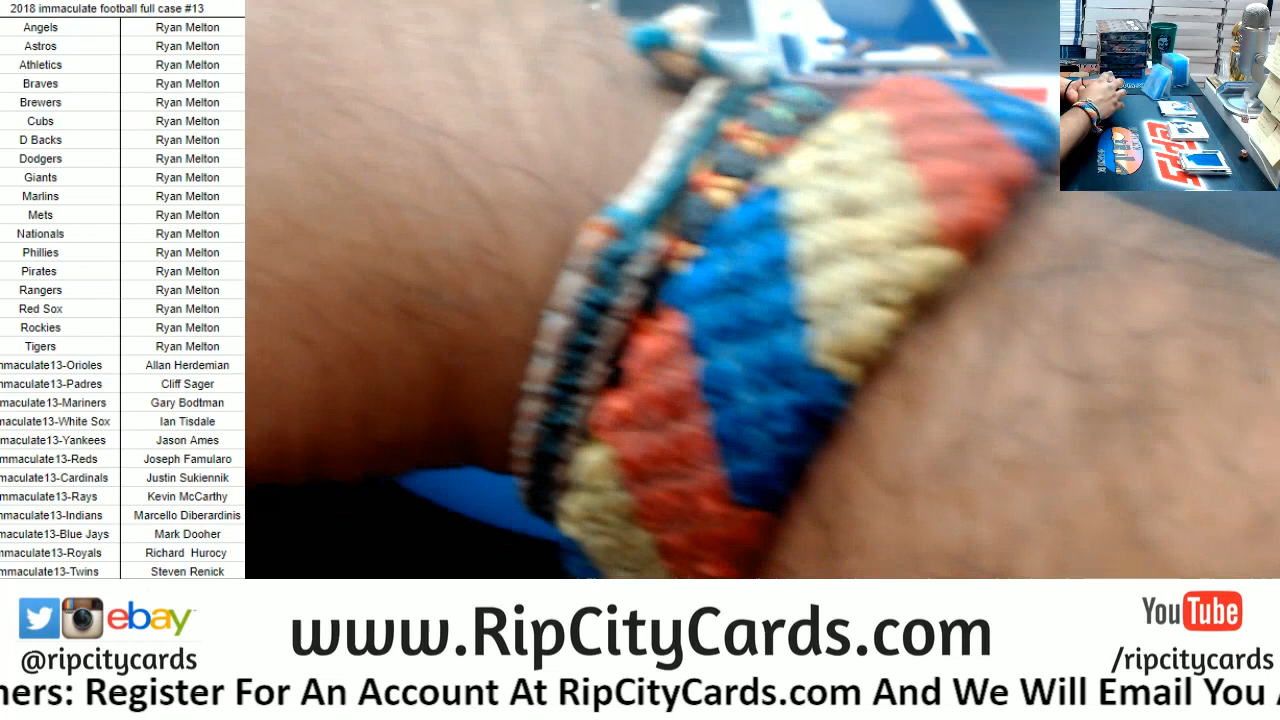 2018 immaculate football full case #13
Angels Ryan Melton
Astros Ryan Melton
Athletics Ryan Melton
Braves Ryan Melton
Brewers Ryan Melton
Cubs Ryan Melton
D Backs Ryan Melton
Dodgers Ryan Melton
Giants Ryan Melton
Marlins Ryan Melton
Mets Ryan Melton
Nationals Ryan Melton
Phillies Ryan Melton
Pirates Ryan Melton
Rangers Ryan Melton
Red Sox Ryan Melton
Rockies Ryan Melton
Tigers Ryan Melton
mmaculate13-Orioles Allan Herdemian
mmaculate13-Padres Cliff Sager
maculate13-Mariners Gary Bodtman
naculate13-White Sox Ian Tisdale
maculate13-Yankees Jason Ames
mmaculate13-Reds Joseph Famularo
naculate13-Cardinals Justin Sukiennik
mmaculate13-Rays Kevin McCarthy
mmaculate13-Indians Marcello Diberardinis
naculate13-Blue Jays Mark Dooher
mmaculate13-Royals Richard Hurocy
mmaculate13-Twins Steven Renick
ebay
@ripcitycards
www.RipCityCards.com
YouTube
/ripcitycards
ners: Register For An Account At RipCityCards.com And We Will Email You